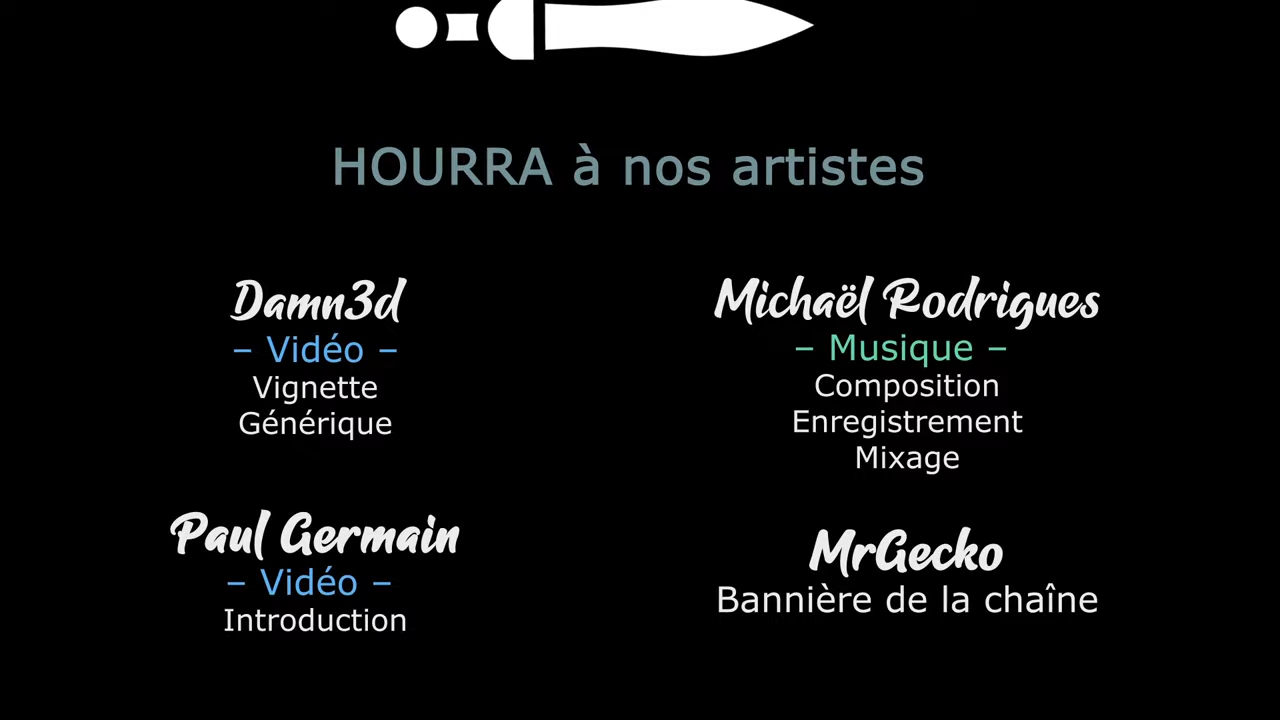 HOURRA à nos artistes
Damn3d
– Vidéo –
Vignette
Générique
Michaël Rodrigues
– Musique –
Composition
Enregistrement
Mixage
Paul Germain
– Vidéo –
Introduction
MrGecko
Bannière de la chaîne